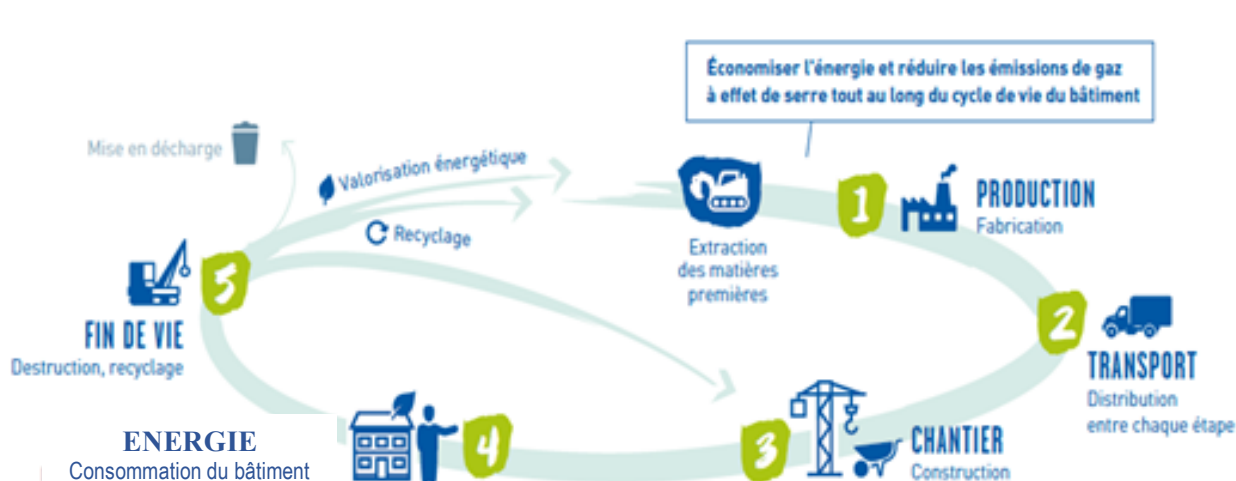 Économiser l'énergie et réduire les émissions de gaz
à effet de serre tout au long du cycle de vie du bâtiment
Mise en décharge
Valorisation énergétique
Recyclage
Extraction
des matières
premières
1
PRODUCTION
Fabrication
2
TRANSPORT
Distribution
entre chaque étape
3
CHANTIER
Construction
4
ENERGIE
Consommation du bâtiment
5
FIN DE VIE
Destruction, recyclage